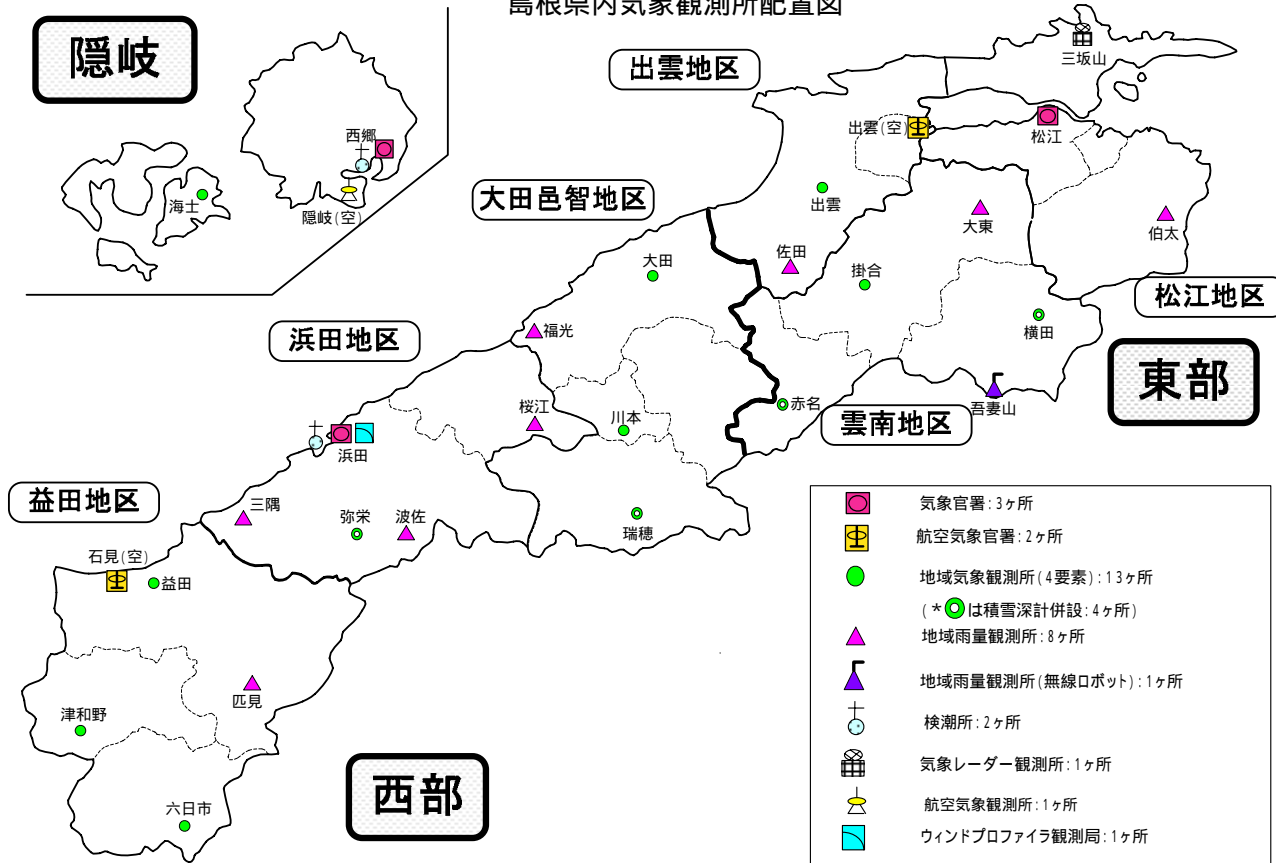 島根県内気象観測所配置図
隠岐
西郷
海士
隠岐(空)
出雲地区
三坂山
出雲(空)
松江
大田邑智地区
出雲
大東
伯太
佐田
大田
掛合
松江地区
横田
浜田地区
福光
東部
吾妻山
赤名
雲南地区
桜江
川本
浜田
益田地区
三隅
弥栄
波佐
瑞穂
石見(空)
益田
匹見
津和野
西部
六日市
気象官署:3ヶ所
航空気象官署:2ヶ所
地域気象観測所(4要素):13ヶ所
(*◎は積雪深計併設:4ヶ所)
地域雨量観測所:8ヶ所
地域雨量観測所(無線ロボット):1ヶ所
検潮所:2ヶ所
気象レーダー観測所:1ヶ所
航空気象観測所:1ヶ所
ウィンドプロファイラ観測局:1ヶ所